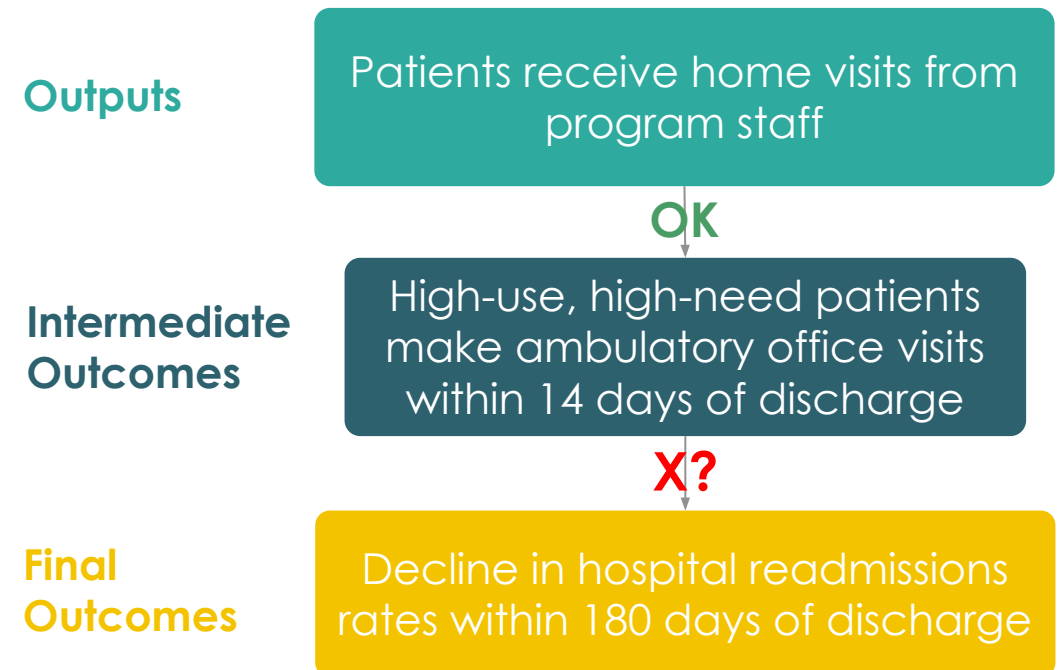 Outputs
Patients receive home visits from
program staff
OK
Intermediate
Outcomes
High-use, high-need patients
make ambulatory office visits
within 14 days of discharge
X?
Final
Outcomes
Decline in hospital readmissions
rates within 180 days of discharge